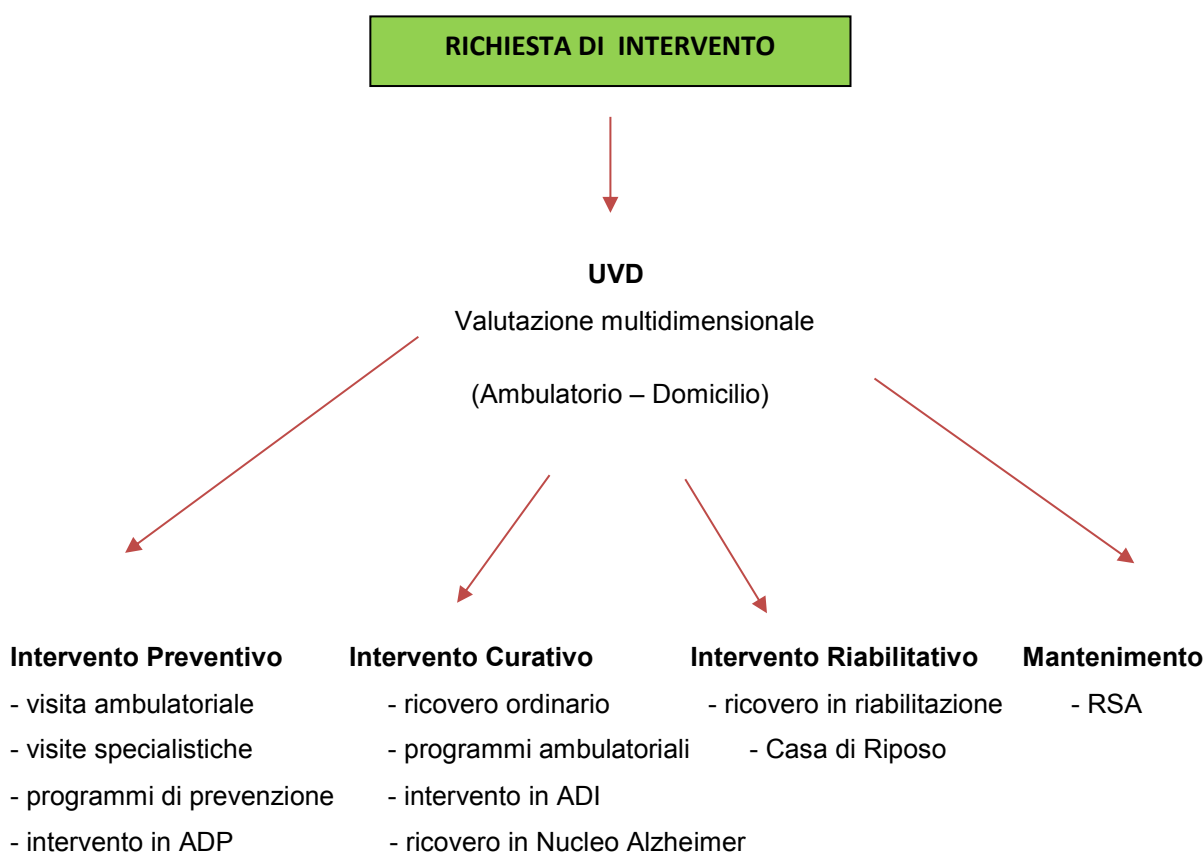 RICHIESTA DI INTERVENTO
UVD
Valutazione multidimensionale
(Ambulatorio – Domicilio)
Intervento Preventivo Intervento Curativo Intervento Riabilitativo Mantenimento
- visita ambulatoriale - ricovero ordinario - ricovero in riabilitazione - RSA
- visite specialistiche - programmi ambulatoriali - Casa di Riposo
- programmi di prevenzione - intervento in ADI
- intervento in ADP - ricovero in Nucleo Alzheimer